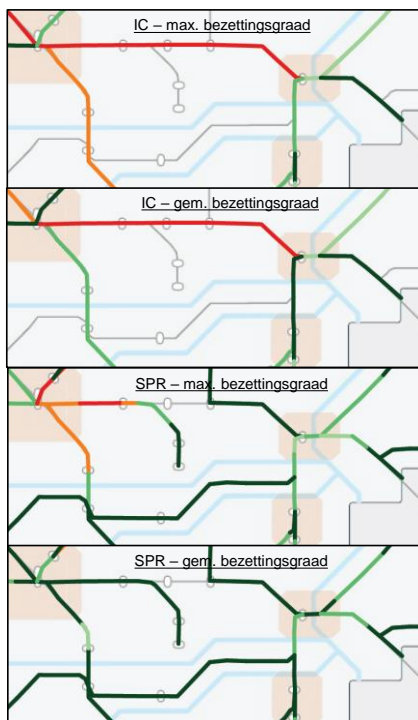 IC – max. bezettingsgraad
IC – gem. bezettingsgraad
SPR – max. bezettingsgraad
SPR – gem. bezettingsgraad